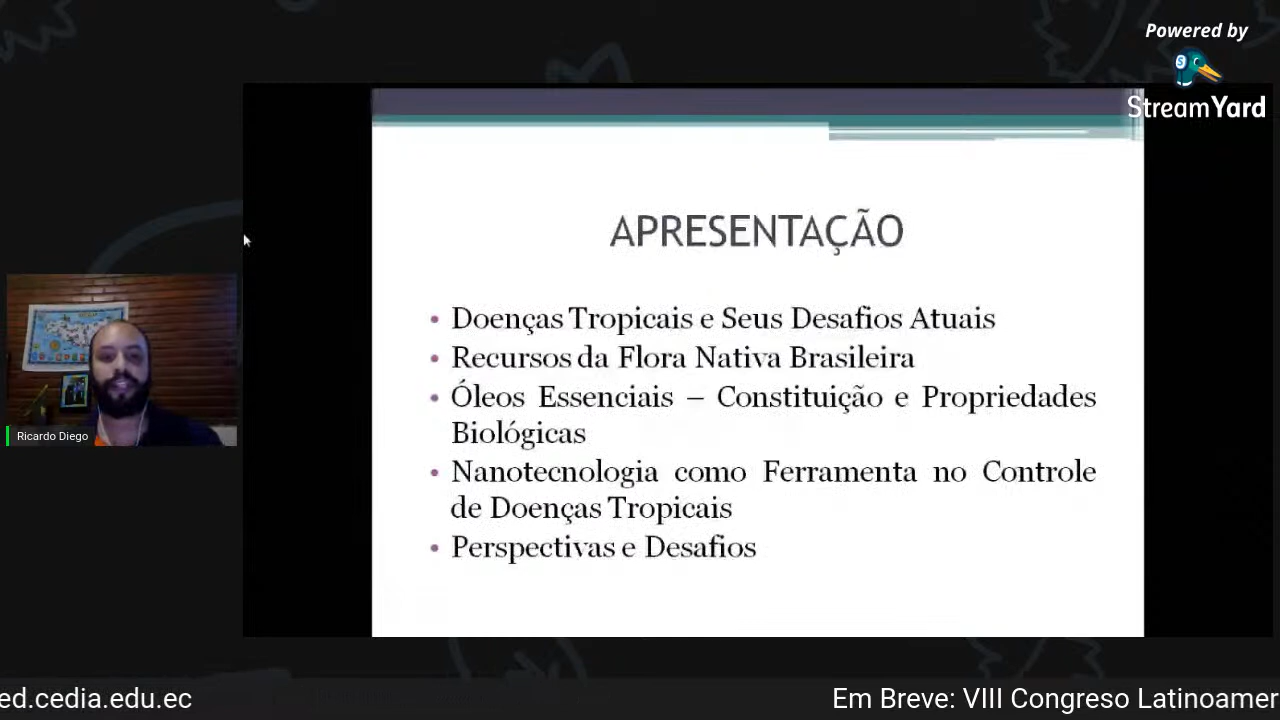 Powered by
StreamYard
APRESENTAÇÃO
• Doenças Tropicais e Seus Desafios Atuais
• Recursos da Flora Nativa Brasileira
• Óleos Essenciais – Constituição e Propriedades
Biológicas
• Nanotecnologia como Ferramenta no Controle
de Doenças Tropicais
• Perspectivas e Desafios
Ricardo Diego
ed.cedia.edu.ec
Em Breve: VIII Congreso Latinoamer